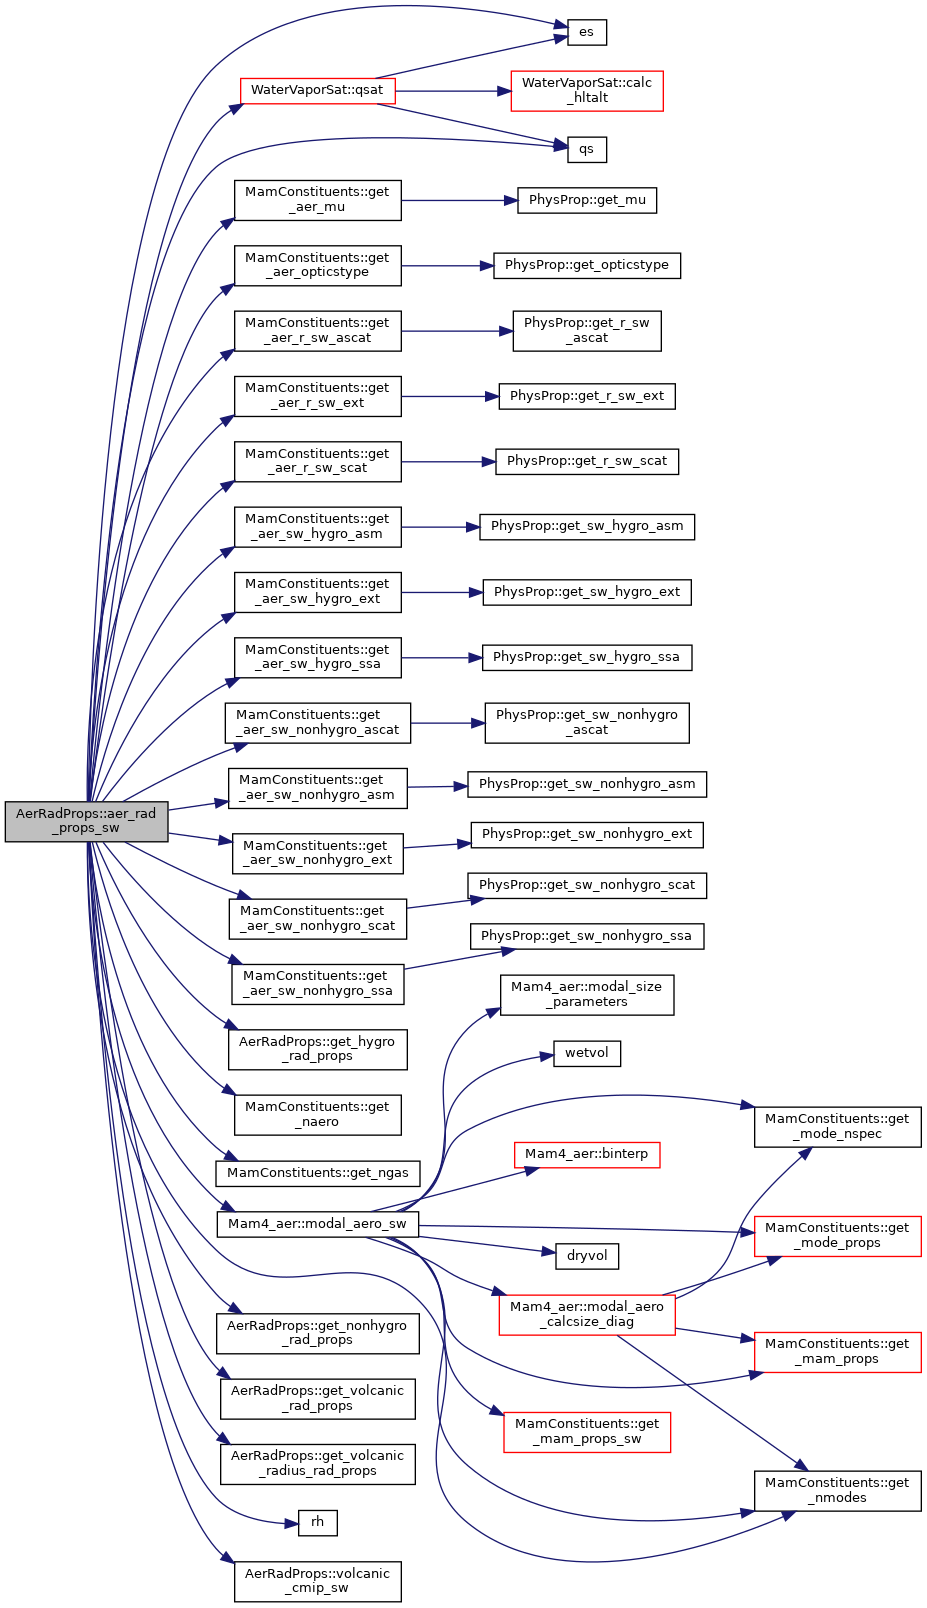 es
WaterVaporSat::qsat
WaterVaporSat::calc
_hltalt
qs
MamConstituents::get
_aer_mu
PhysProp::get_mu
MamConstituents::get
_aer_opticstype
PhysProp::get_opticstype
MamConstituents::get
_aer_r_sw_ascat
PhysProp::get_r_sw
_ascat
MamConstituents::get
_aer_r_sw_ext
PhysProp::get_r_sw_ext
MamConstituents::get
_aer_r_sw_scat
PhysProp::get_r_sw_scat
MamConstituents::get
_aer_sw_hygro_asm
PhysProp::get_sw_hygro_asm
MamConstituents::get
_aer_sw_hygro_ext
PhysProp::get_sw_hygro_ext
MamConstituents::get
_aer_sw_hygro_ssa
PhysProp::get_sw_hygro_ssa
MamConstituents::get
_aer_sw_nonhygro_ascat
PhysProp::get_sw_nonhygro
_ascat
MamConstituents::get
_aer_sw_nonhygro_asm
PhysProp::get_sw_nonhygro_asm
AerRadProps::aer_rad
_props_sw
MamConstituents::get
_aer_sw_nonhygro_ext
PhysProp::get_sw_nonhygro_ext
MamConstituents::get
_aer_sw_nonhygro_scat
PhysProp::get_sw_nonhygro_scat
MamConstituents::get
_aer_sw_nonhygro_ssa
PhysProp::get_sw_nonhygro_ssa
Mam4_aer::modal_size
_parameters
AerRadProps::get_hygro
_rad_props
wetvol
MamConstituents::get
_naero
MamConstituents::get
_mode_nspec
Mam4_aer::binterp
MamConstituents::get_ngas
Mam4_aer::modal_aero_sw
MamConstituents::get
_mode_props
dryvol
Mam4_aer::modal_aero
_calcsize_diag
AerRadProps::get_nonhygro
_rad_props
MamConstituents::get
_mam_props
AerRadProps::get_volcanic
_rad_props
MamConstituents::get
_mam_props_sw
AerRadProps::get_volcanic
_radius_rad_props
MamConstituents::get
_nmodes
rh
AerRadProps::volcanic
_cmip_sw